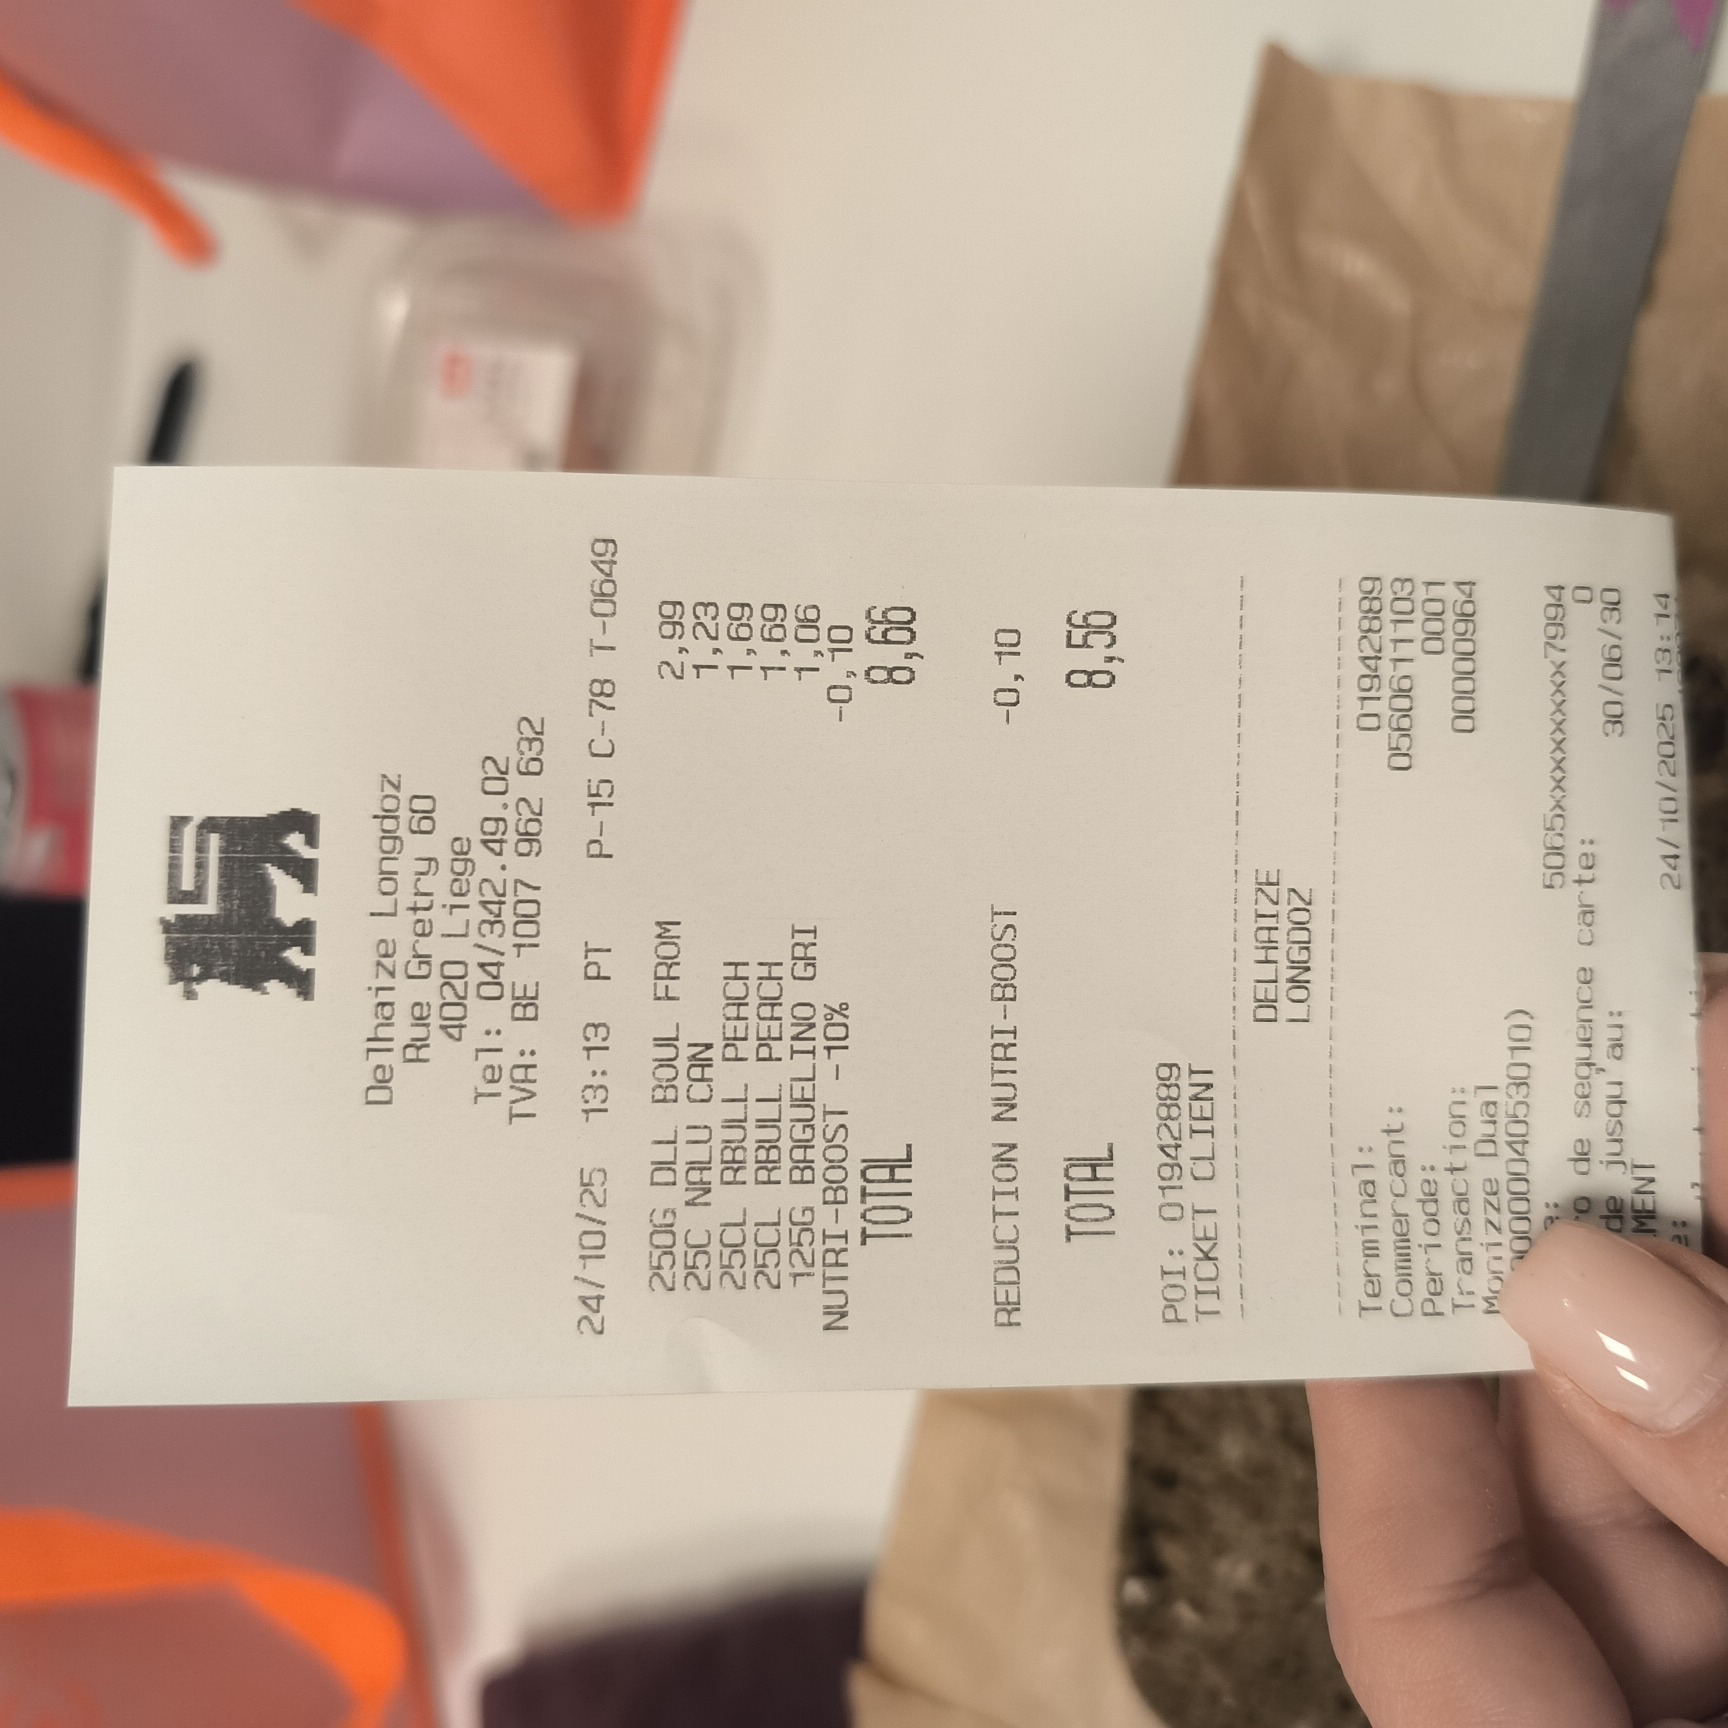 Delhaize Longdoz
Rue Gretry 60
4020 Liege
Tel: 04/342.49.02
TVA: BE 1007 962 632
24/10/25 13:13 PT P-15 C-78 T-0649
250G DLL BOUL FROM 2,99
25C NALU CAN 1,23
25CL RBULL PEACH 1,69
25CL RBULL PEACH 1,69
125G BAGUELINO GRI 1,06
NUTRI-BOOST -10% -0,10
TOTAL 8,66
REDUCTION NUTRI-BOOST -0,10
TOTAL 8,56
POI: 01942889
TICKET CLIENT
DELHAIZE
LONGDOZ
Terminal: 01942889
Commercant: 0560611103
Periode: 0001
Transaction: 00000964
Monizze Dual
5065xxxxxxxxx7994
de sequence carte: 0
jusqu'au: 30/06/30
24/10/2025 13:14